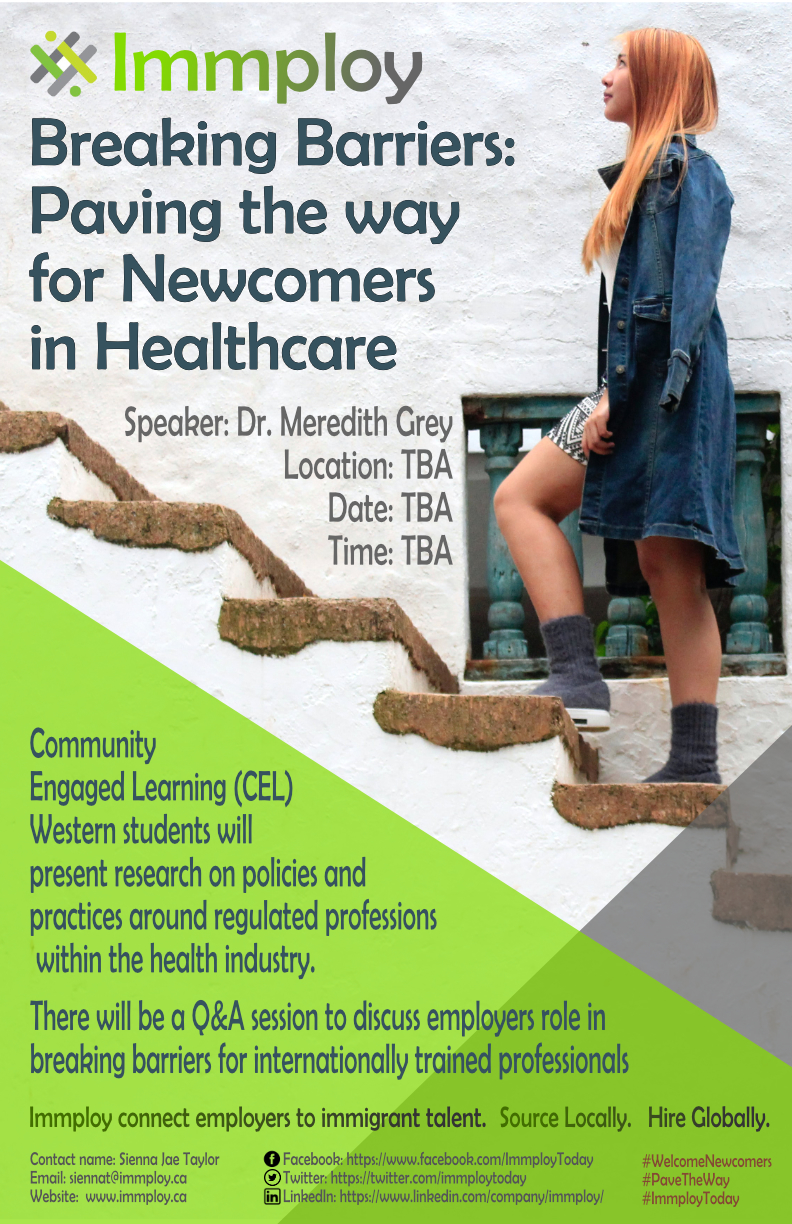 Immploy
Breaking Barriers:
Paving the way
for Newcomers
in Healthcare
Speaker: Dr. Meredith Grey
Location: TBA
Date: TBA
Time: TBA
Community
Engaged Learning (CEL)
Western students will
present research on policies and
practices around regulated professions
within the health industry.
There will be a Q&A session to discuss employers role in
breaking barriers for internationally trained professionals
Immploy connect employers to immigrant talent. Source Locally. Hire Globally.
Contact name: Sienna Jae Taylor
Email: siennat@immploy.ca
Website: www.immploy.ca
Facebook: https://www.facebook.com/ImmployToday
Twitter: https://twitter.com/immploytoday
LinkedIn: https://www.linkedin.com/company/immploy/
#WelcomeNewcomers
#PaveTheWay
#ImmployToday